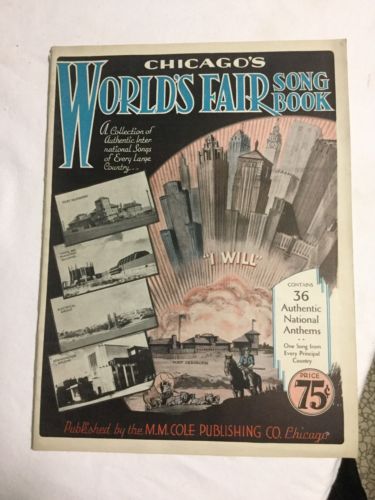 CHICAGO'S
WORLD'S FAIR SONG BOOK
A Collection of
Authentic Inter
national Songs
of Every Large
Country...
"I WILL"
CONTAINS
36
Authentic
National
Anthems
One Song from
Every Principal
Country
PRICE
75¢
FORT DEARBORN
Published by the M.M. COLE PUBLISHING CO. Chicago